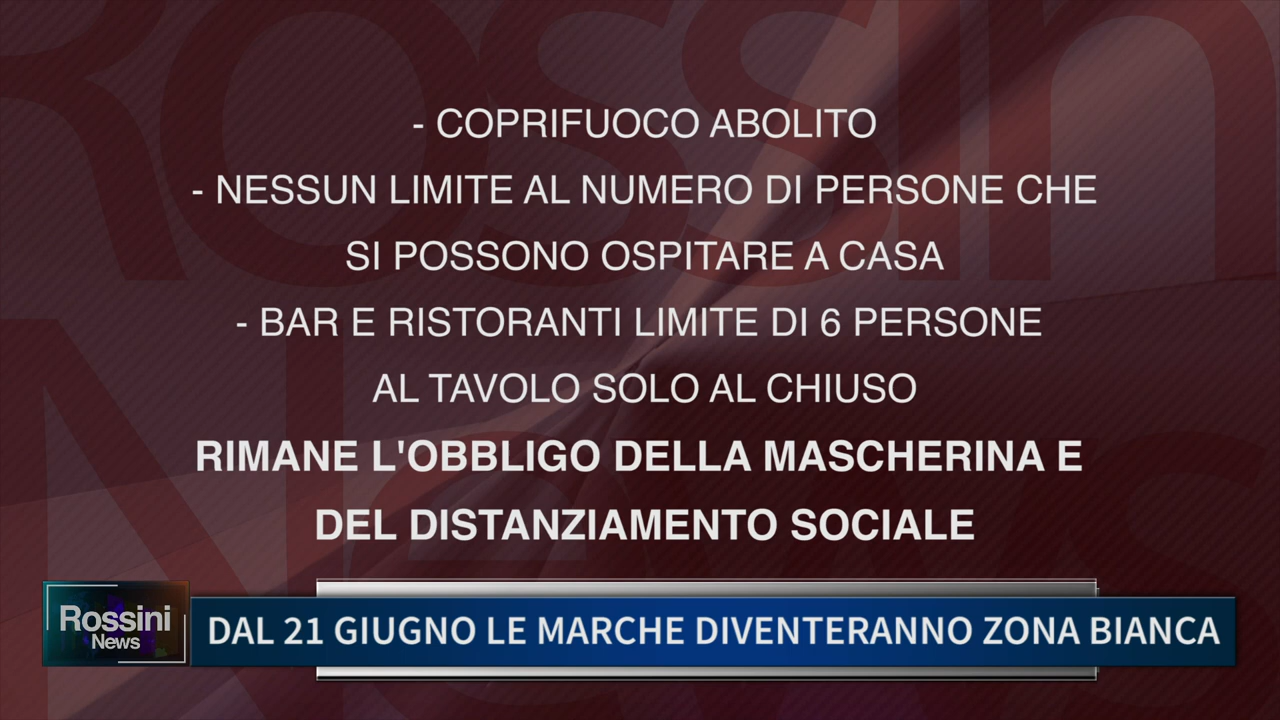 - COPRIFUOCO ABOLITO
- NESSUN LIMITE AL NUMERO DI PERSONE CHE
SI POSSONO OSPITARE A CASA
- BAR E RISTORANTI LIMITE DI 6 PERSONE
AL TAVOLO SOLO AL CHIUSO
RIMANE L'OBBLIGO DELLA MASCHERINA E
DEL DISTANZIAMENTO SOCIALE
Rossini
News
DAL 21 GIUGNO LE MARCHE DIVENTERANNO ZONA BIANCA